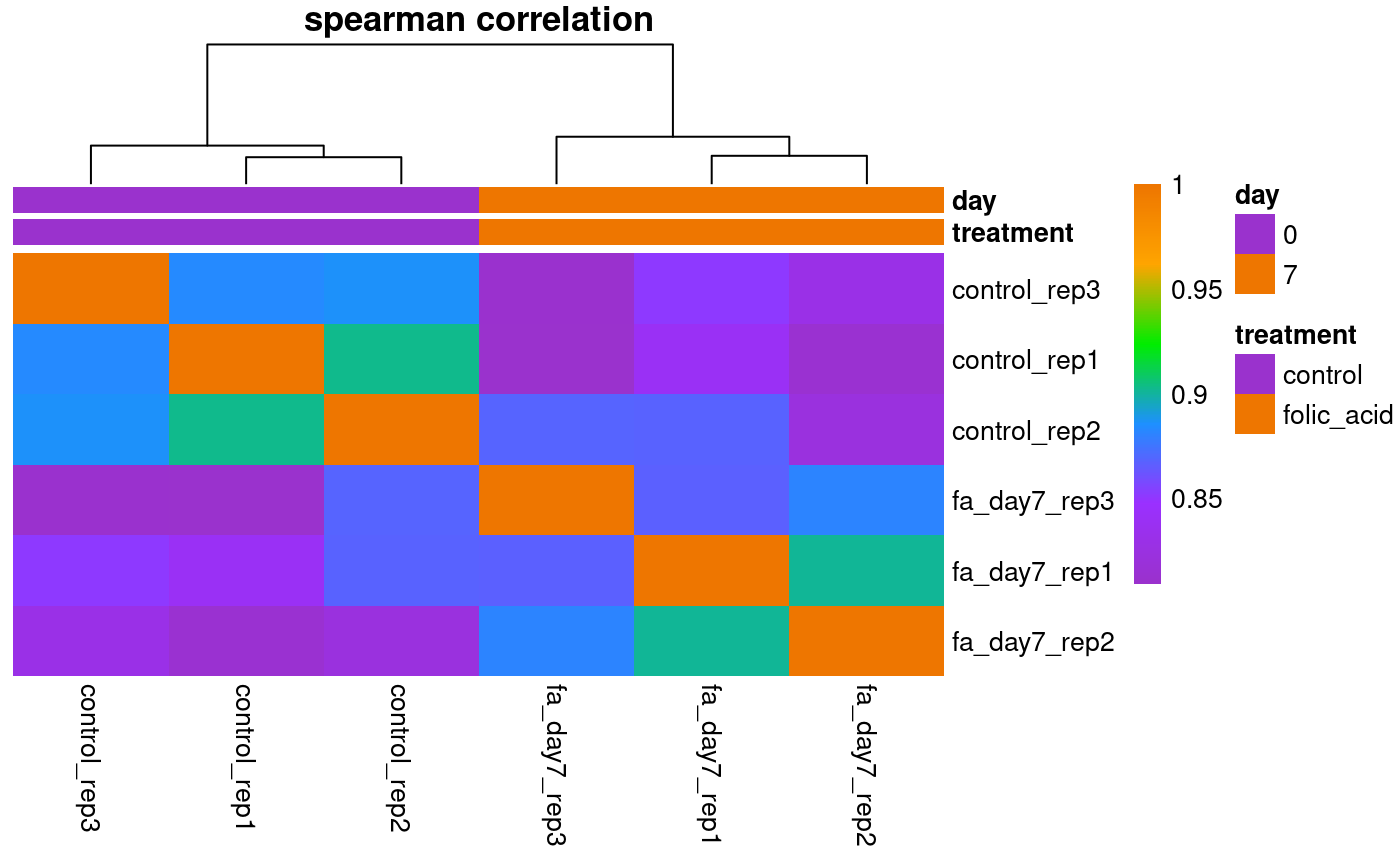 spearman correlation
day
treatment
control_rep3
control_rep1
control_rep2
fa_day7_rep3
fa_day7_rep1
fa_day7_rep2
control_rep3
control_rep1
control_rep2
fa_day7_rep3
fa_day7_rep1
fa_day7_rep2
1
0.95
0.9
0.85
day
0
7
treatment
control
folic_acid